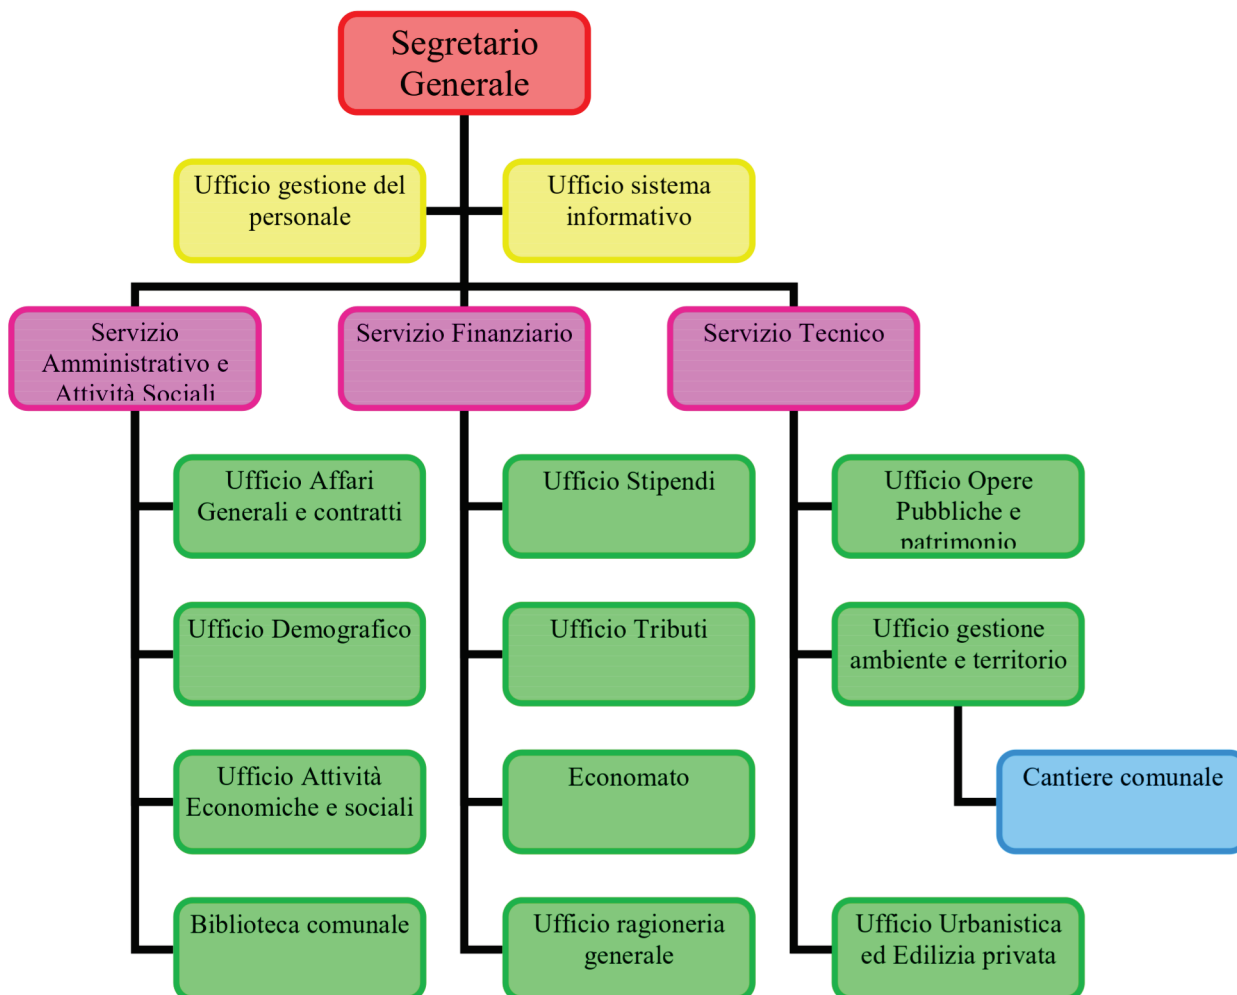 Segretario
Generale
Ufficio gestione del
personale
Ufficio sistema
informativo
Servizio
Amministrativo e
Attività Sociali
Servizio Finanziario
Servizio Tecnico
Ufficio Affari
Generali e contratti
Ufficio Stipendi
Ufficio Opere
Pubbliche e
patrimonio
Ufficio Demografico
Ufficio Tributi
Ufficio gestione
ambiente e territorio
Ufficio Attività
Economiche e sociali
Economato
Cantiere comunale
Biblioteca comunale
Ufficio ragioneria
generale
Ufficio Urbanistica
ed Edilizia privata